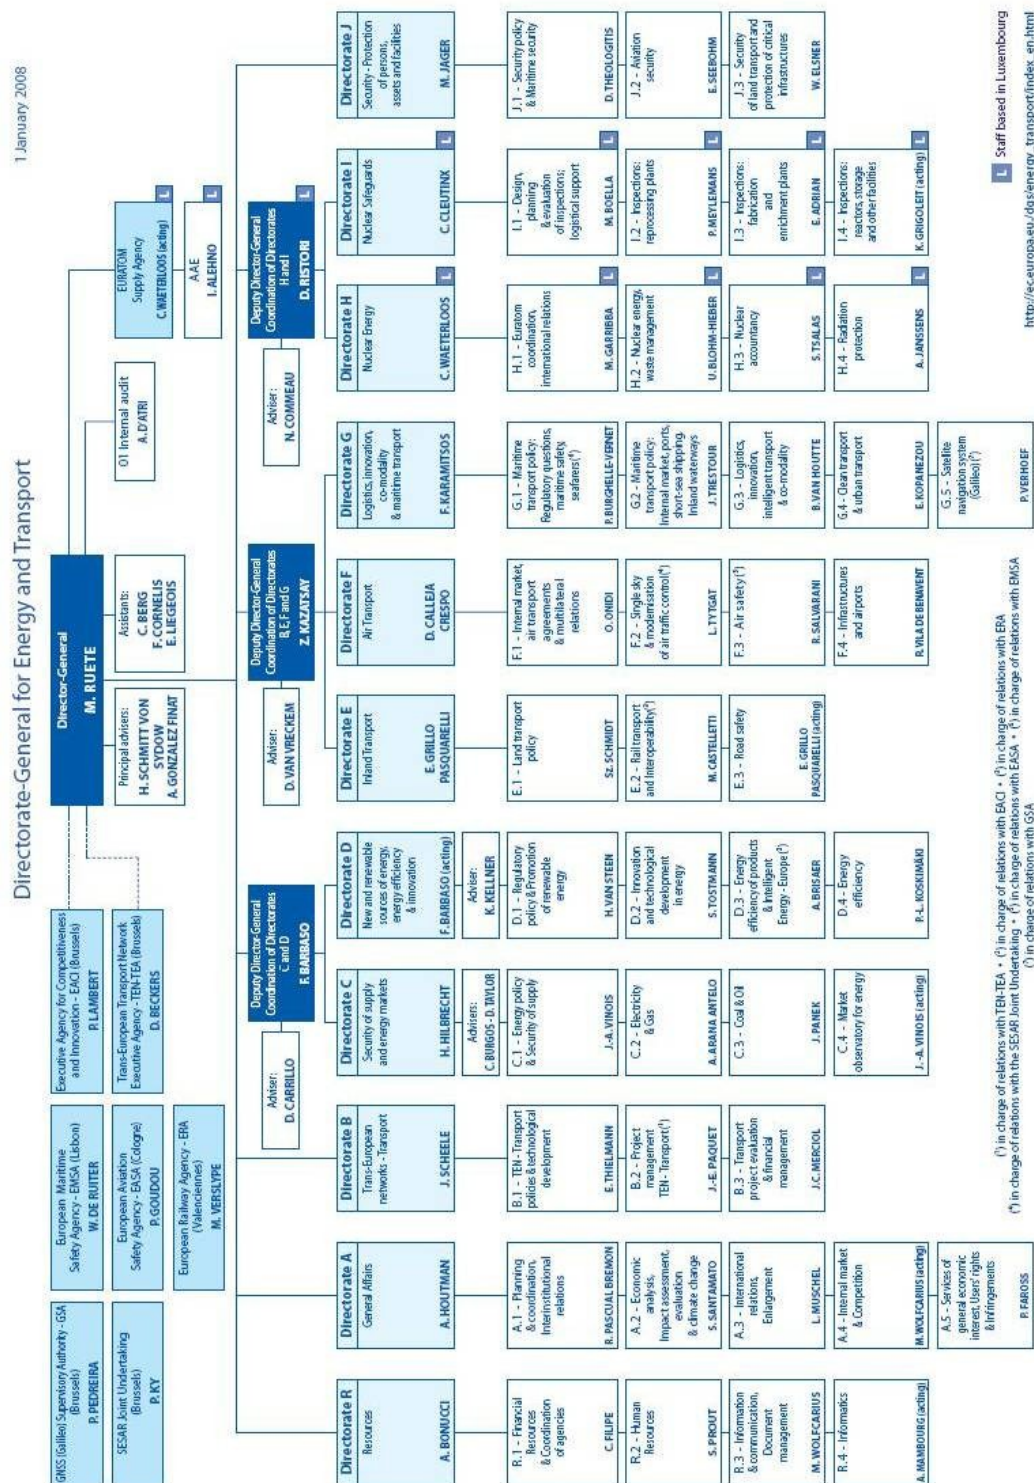 Directorate-General for Energy and Transport
1 January 2008
GNSS (Galileo) Supervisory Authority - GSA
(Brussels)
P. PEDREIRA
SESAR Joint Undertaking
(Brussels)
P. KY
European Maritime
Safety Agency - EMSA (Lisbon)
W. DE RUITER
European Aviation
Safety Agency - EASA (Cologne)
P. GOUDOU
European Railway Agency - ERA
(Valenciennes)
M. VERSLYPE
Executive Agency for Competitiveness
and Innovation - EACI (Brussels)
P. LAMBERT
Trans-European Transport Network
Executive Agency - TEN-TEA (Brussels)
D. BECKERS
Director-General
M. RUETE
Principal advisers:
H. SCHMITT VON
SYDOW
A. GONZALEZ FINAT
Assistants:
C. BERG
F. CORNELIS
E. LIEGEOIS
01 Internal audit
A. D'ATRI
EURATOM
Supply Agency
C. WAETERLOOS (acting)
L
AAE
I. ALEHNO
L
Adviser:
D. CARRILLO
Deputy Director-General
Coordination of Directorates
C and D
F. BARBASO
Adviser:
D. VAN VRECKEM
Deputy Director-General
Coordination of Directorates
B, E, F and G
Z. KAZATSAY
Adviser:
N. COMMEAU
Deputy Director-General
Coordination of Directorates
H and I
D. RISTORI
L
Directorate R
Resources
A. BONUCCI
R.1 - Financial
Resources
& Coordination
of agencies
C. FILIPE
R.2 - Human
Resources
S. PROUT
R.3 - Information
& communication,
Document
management
M. WOLFCARIUS
R.4 - Informatics
A. MAMBOURG (acting)
Directorate A
General Affairs
A. HOUTMAN
A.1 - Planning
& coordination,
Interinstitutional
relations
R. PASCUAL BREMON
A.2 - Economic
analysis,
Impact assessment,
evaluation
& climate change
S. SANTAMATO
A.3 - International
relations,
Enlargement
L. MUSCHEL
A.4 - Internal market
& Competition
M. WOLFCARIUS (acting)
A.5 - Services of
general economic
interest, Users' rights
& Infringements
P. FAROSS
Directorate B
Trans-European
networks - Transport
J. SCHEELE
B.1 - TEN-Transport
policies & technological
development
E. THIELMANN
B.2 - Project
management
TEN - Transport(¹)
J.-E. PAQUET
B.3 - Transport
project evaluation
& financial
management
J.C. MERCIOL
Directorate C
Security of supply
and energy markets
H. HILBRECHT
Advisers:
C. BURGOS - D. TAYLOR
C.1 - Energy policy
& Security of supply
J.-A. VINOIS
C.2 - Electricity
& Gas
A. ARANA ANTELO
C.3 - Coal & Oil
J. PANEK
C.4 - Market
observatory for energy
J.-A. VINOIS (acting)
Directorate D
New and renewable
sources of energy,
energy efficiency
& innovation
F. BARBASO (acting)
Adviser:
K. KELLNER
D.1 - Regulatory
policy & Promotion
of renewable
energy
H. VAN STEEN
D.2 - Innovation
and technological
development
in energy
S. TOSTMANN
D.3 - Energy
efficiency of products
& Intelligent
Energy - Europe(²)
A. BRISAER
D.4 - Energy
efficiency
P.-L. KOSKIMÄKI
Directorate E
Inland Transport
E. GRILLO
PASQUARELLI
E.1 - Land transport
policy
Sz. SCHMIDT
E.2 - Rail transport
and Interoperability(³)
M. CASTELLETTI
E.3 - Road safety
E. GRILLO
PASQUARELLI (acting)
Directorate F
Air Transport
D. CALLEJA
CRESPO
F.1 - Internal market,
air transport
agreements
& multilateral
relations
O. ONIDI
F.2 - Single sky
& modernisation
of air traffic control(⁴)
L. TYTGAT
F.3 - Air safety(⁵)
R. SALVARANI
F.4 - Infrastructures
and airports
R. VILA DE BENAVENT
Directorate G
Logistics, innovation,
co-modality
& maritime transport
F. KARAMITSOS
G.1 - Maritime
transport policy:
Regulatory questions,
maritime safety,
seafarers(⁶)
P. BURGHELLE-VERNET
G.2 - Maritime
transport policy:
Internal market, ports,
short-sea shipping,
Inland waterways
J. TRESTOUR
G.3 - Logistics,
innovation,
intelligent transport
& co-modality
B. VAN HOUTTE
G.4 - Clean transport
& urban transport
E. KOPANEZOU
G.5 - Satellite
navigation system
(Galileo)(⁷)
P. VERHOEF
Directorate H
Nuclear Energy
C. WAETERLOOS
L
H.1 - Euratom
coordination,
international relations
M. GARRIBBA
L
H.2 - Nuclear energy,
waste management
U. BLOHM-HIEBER
L
H.3 - Nuclear
accountancy
S. TSALAS
L
H.4 - Radiation
protection
A. JANSSENS
L
Directorate I
Nuclear Safeguards
C. CLEUTINX
L
I.1 - Design,
planning
& evaluation
of inspections;
logistical support
M. BOELLA
L
I.2 - Inspections:
reprocessing plants
P. MEYLEMANS
L
I.3 - Inspections:
fabrication
and
enrichment plants
E. ADRIAN
L
I.4 - Inspections:
reactors, storage
and other facilities
K. GRIGOLEIT (acting)
L
Directorate J
Security - Protection
of persons,
assets and facilities
M. JAGER
J.1 - Security policy
& Maritime security
D. THEOLOGITIS
J.2 - Aviation
security
E. SEEBOHM
J.3 - Security
of land transport and
protection of critical
infrastructures
W. ELSNER
(¹) in charge of relations with TEN-TEA • (²) in charge of relations with EACI • (³) in charge of relations with ERA
(⁴) in charge of relations with the SESAR Joint Undertaking • (⁵) in charge of relations with EASA • (⁶) in charge of relations with EMSA
(⁷) in charge of relations with GSA
L Staff based in Luxembourg
http://ec.europa.eu/dgs/energy_transport/index_en.html